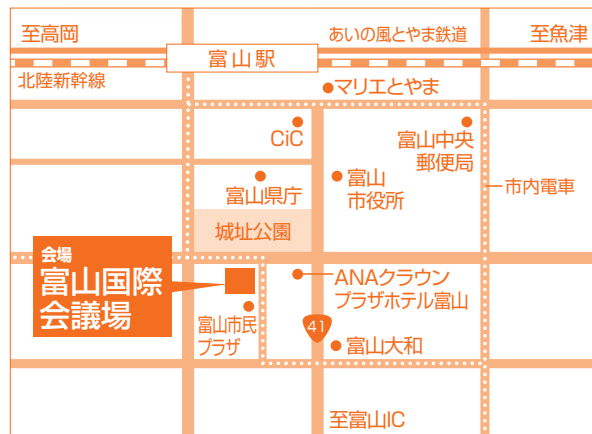 至高岡
あいの風とやま鉄道
至魚津
富山駅
北陸新幹線
マリエとやま
CiC
富山中央
郵便局
富山県庁
富山
市役所
市内電車
城址公園
会場
富山国際
会議場
ANAクラウン
プラザホテル富山
富山市民
プラザ
41
富山大和
至富山IC